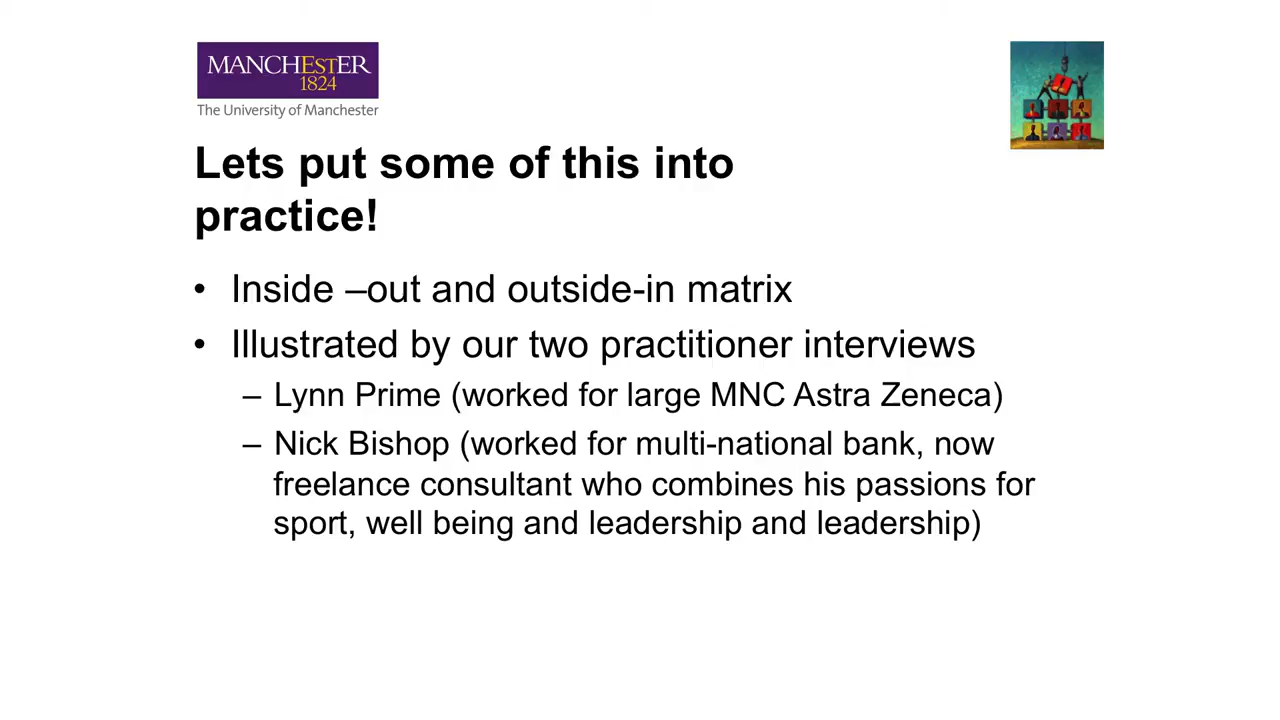 MANCHESTER
1824
The University of Manchester
Lets put some of this into
practice!
• Inside –out and outside-in matrix
• Illustrated by our two practitioner interviews
– Lynn Prime (worked for large MNC Astra Zeneca)
– Nick Bishop (worked for multi-national bank, now
freelance consultant who combines his passions for
sport, well being and leadership and leadership)